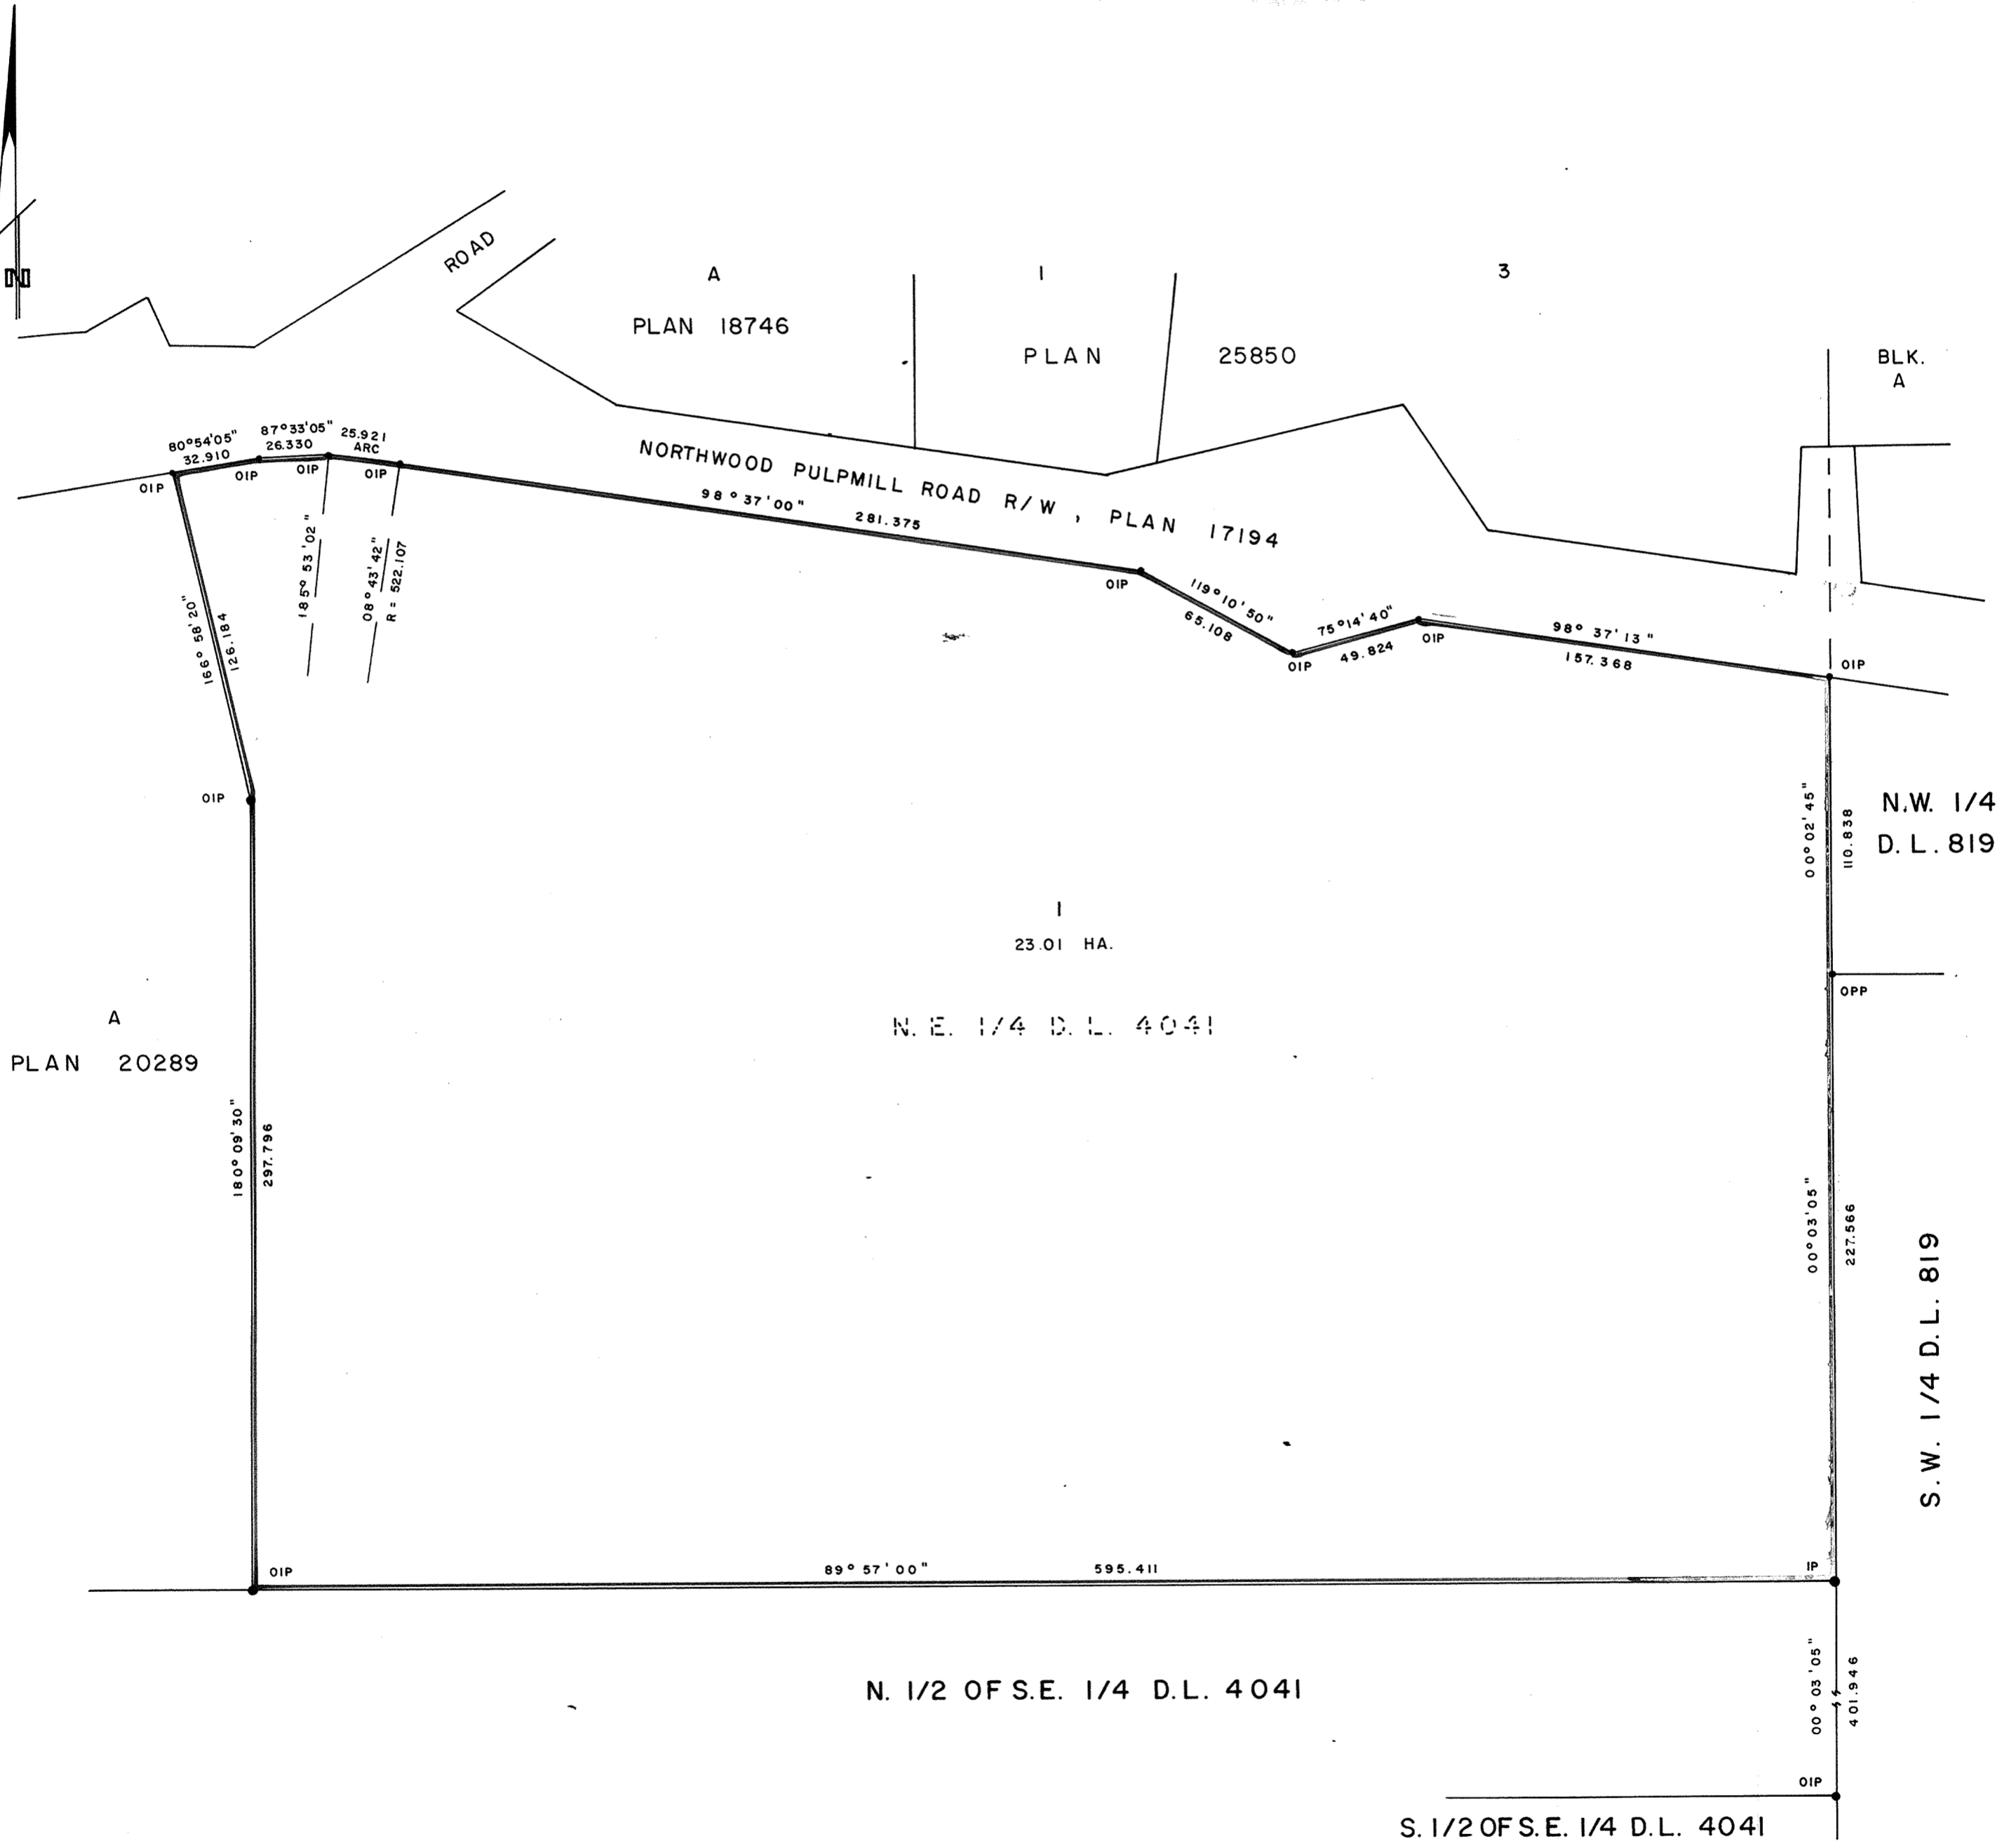 N
ROAD
A
PLAN 18746
1
PLAN 25850
3
BLK.
A
80°54'05"
32.910
87°33'05"
26.330
25.921
ARC
OIP
OIP
OIP
OIP
NORTHWOOD PULPMILL ROAD R/W , PLAN 17194
98°37'00"
281.375
185°53'02"
08°43'42"
R = 522.107
166°58'20"
126.184
OIP
119°10'50"
65.108
OIP
75°14'40"
49.824
OIP
98°37'13"
157.368
OIP
OIP
00°02'45"
110.838
N.W. 1/4
D.L. 819
1
23.01 HA.
N.E. 1/4 D.L. 4041
OPP
A
PLAN 20289
180°09'30"
297.796
00°03'05"
227.566
S.W. 1/4 D.L. 819
OIP
89°57'00"
595.411
IP
N. 1/2 OF S.E. 1/4 D.L. 4041
00°03'05"
401.946
OIP
S. 1/2 OF S.E. 1/4 D.L. 4041